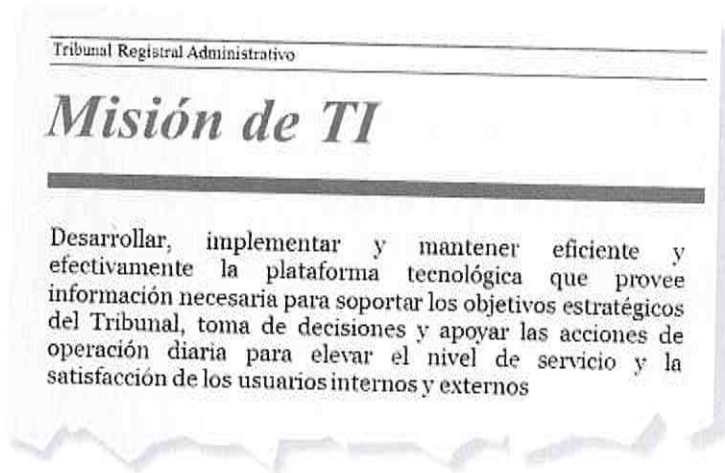 Tribunal Registral Administrativo
Misión de TI
Desarrollar, implementar y mantener eficiente y
efectivamente la plataforma tecnológica que provee
información necesaria para soportar los objetivos estratégicos
del Tribunal, toma de decisiones y apoyar las acciones de
operación diaria para elevar el nivel de servicio y la
satisfacción de los usuarios internos y externos